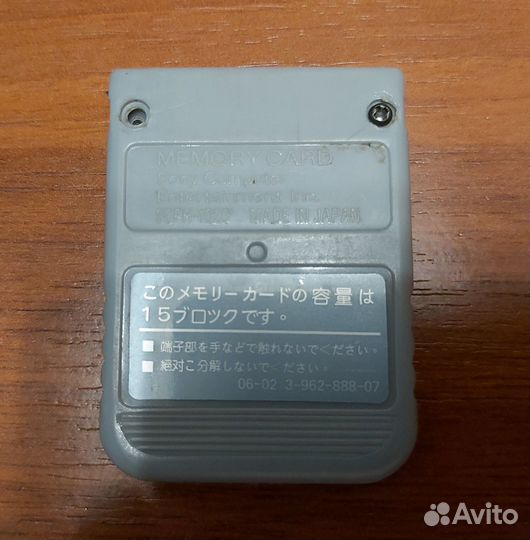 MEMORY CARD
Sony Computer
Entertainment Inc.
MADE IN JAPAN
このメモリーカードの容量は
15ブロックです。
■ 端子部を手などで触れないでください。
■ 絶対に分解しないでください。
06-02 3-962-888-07
Avito